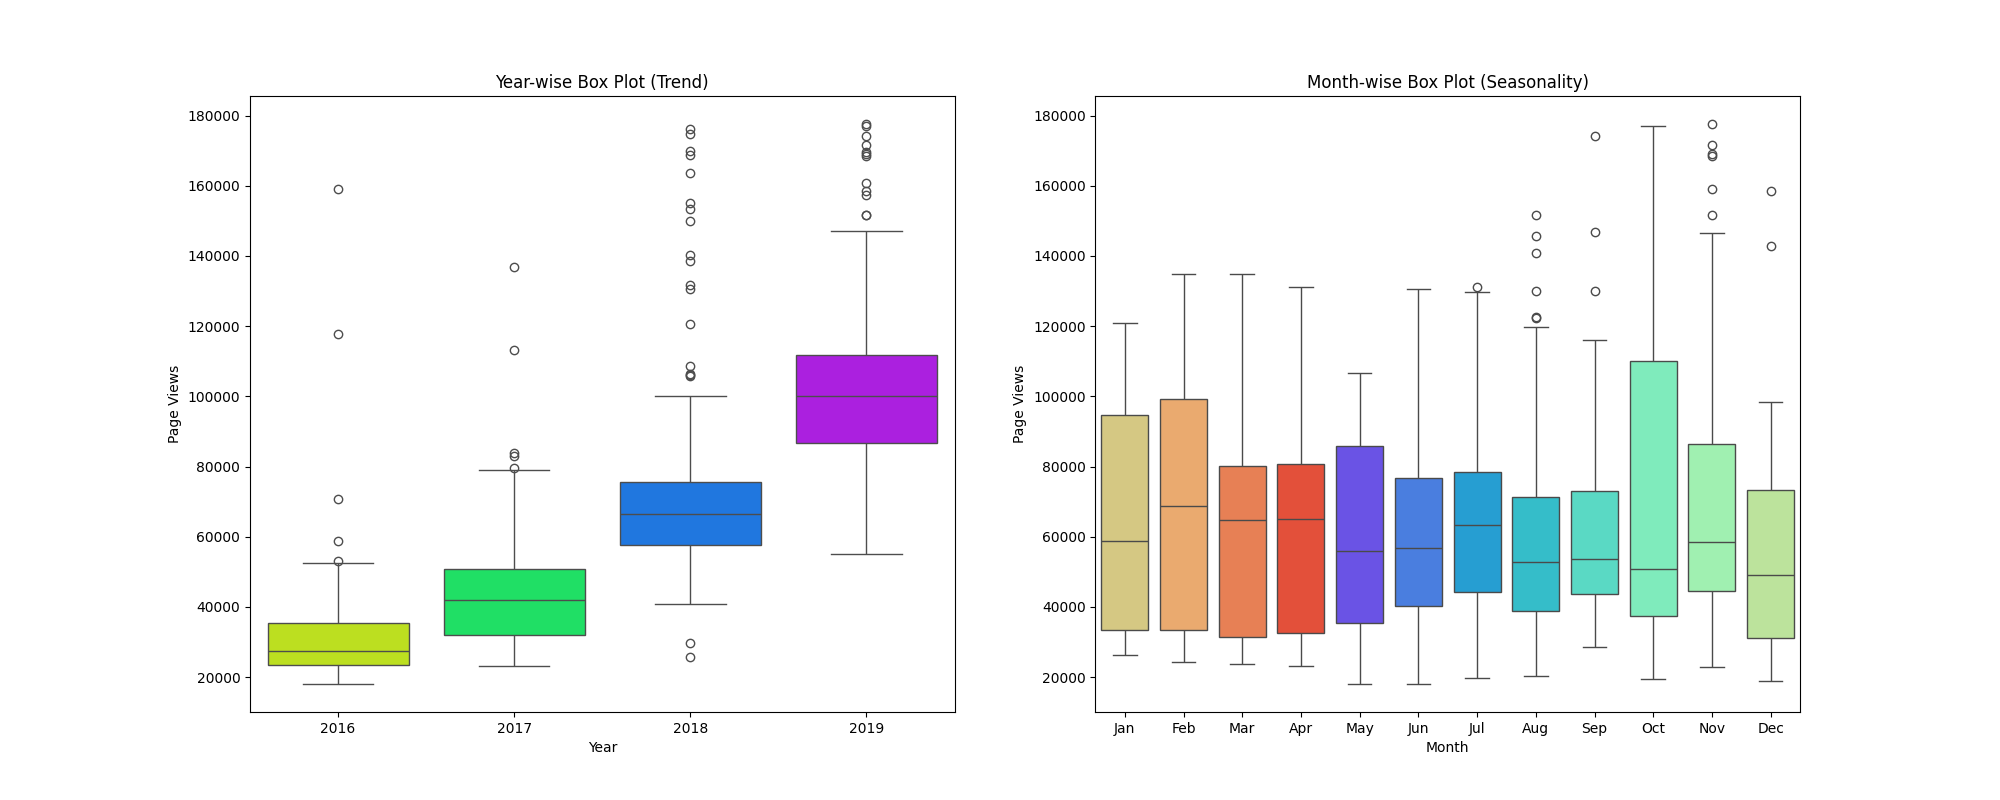 Year-wise Box Plot (Trend)
Page Views
180000
160000
140000
120000
100000
80000
60000
40000
20000
2016 2017 2018 2019
Year
Month-wise Box Plot (Seasonality)
Page Views
180000
160000
140000
120000
100000
80000
60000
40000
20000
Jan Feb Mar Apr May Jun Jul Aug Sep Oct Nov Dec
Month